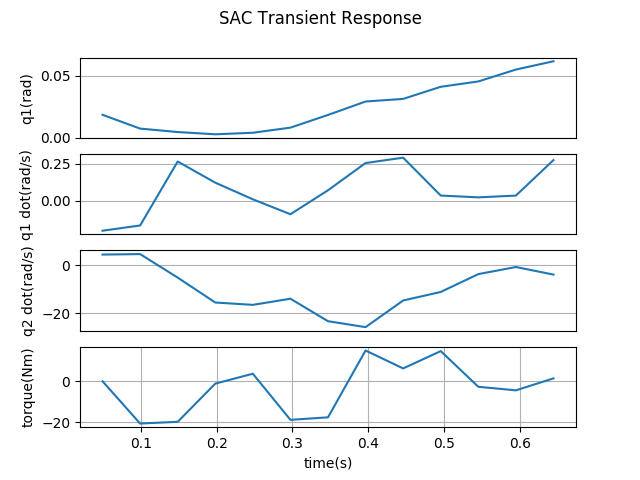 SAC Transient Response
q1(rad)
0.05
0.00
q1 dot(rad/s)
0.25
0.00
q2 dot(rad/s)
0
−20
torque(Nm)
0
−20
0.1 0.2 0.3 0.4 0.5 0.6
time(s)